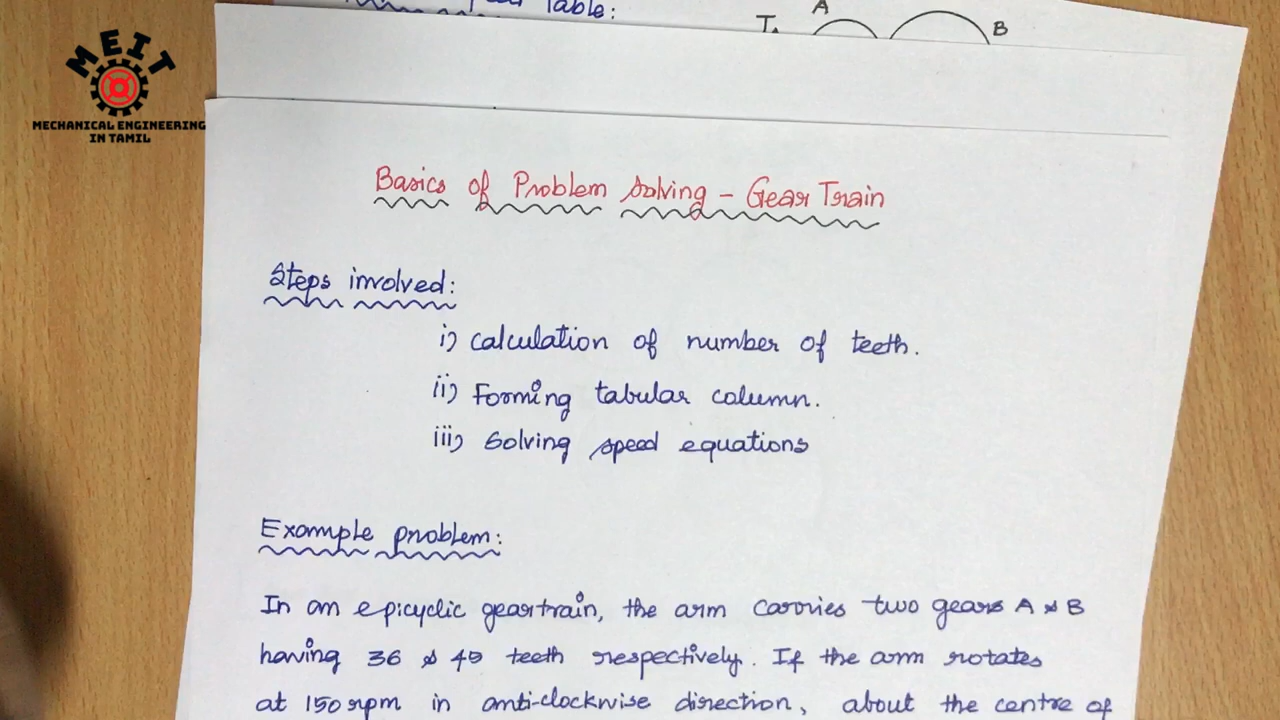 Table:
A
B
MEIT
MECHANICAL ENGINEERING
IN TAMIL
Basics of Problem Solving - Gear Train
Steps involved:
i) calculation of number of teeth.
ii) Forming tabular column.
iii) Solving speed equations
Example problem:
In an epicyclic geartrain, the arm carries two gears A & B
having 36 & 45 teeth respectively. If the arm rotates
at 150 rpm in anti-clockwise direction, about the centre of